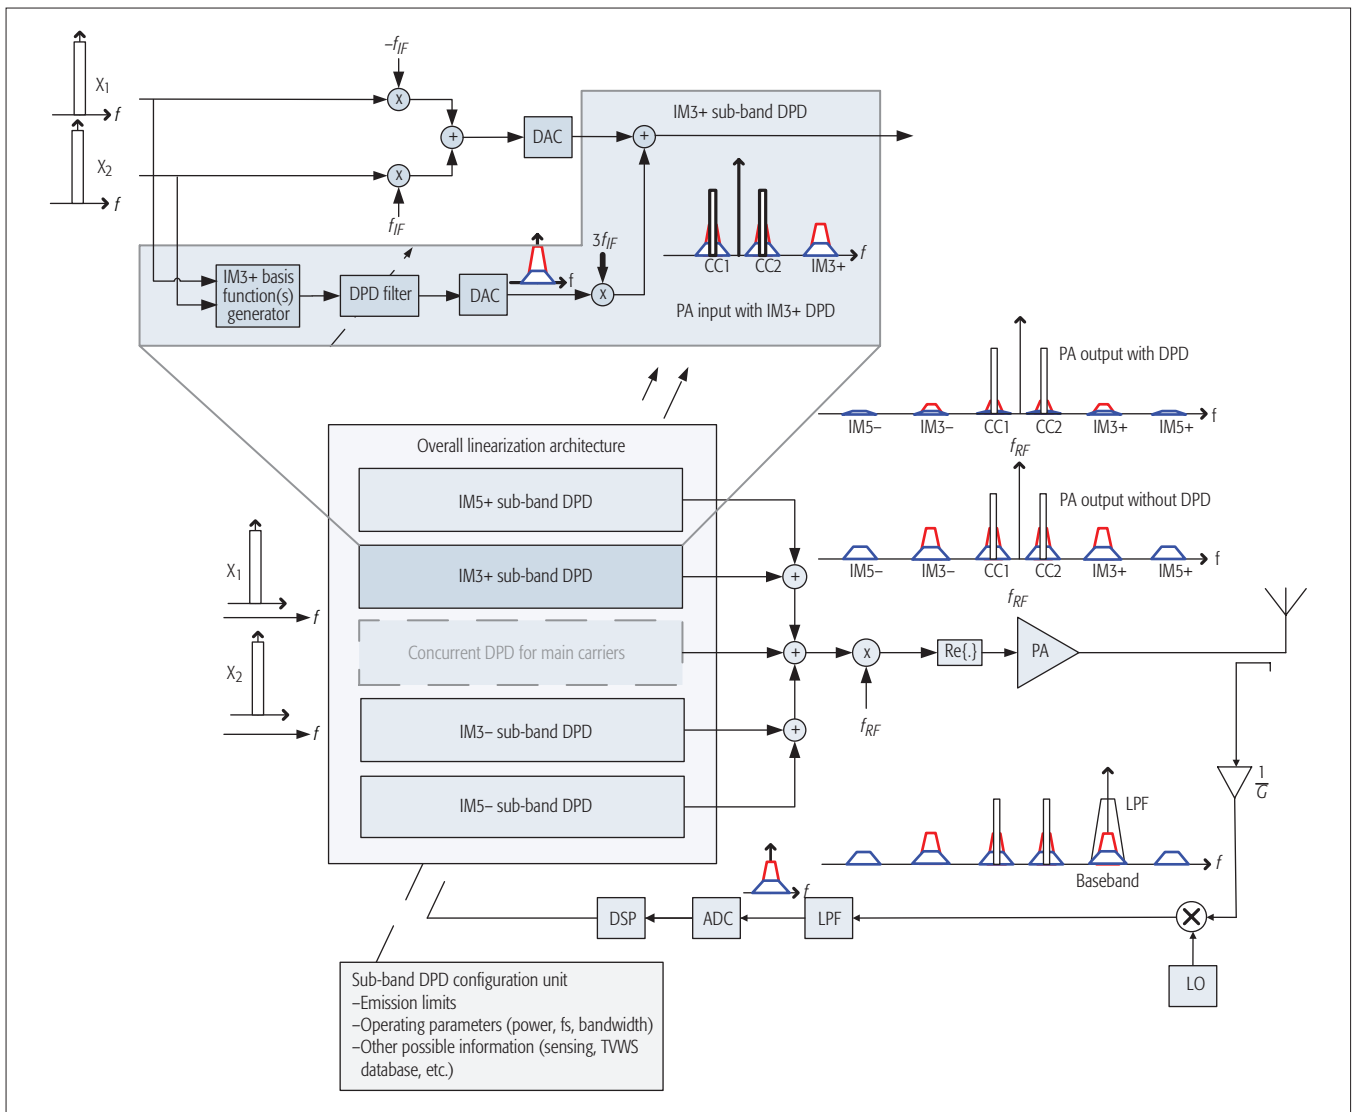 –fIF
X1
f
x
IM3+ sub-band DPD
+
DAC
+
X2
x
f
fIF
3fIF
CC1
CC2
IM3+
f
IM3+ basis
function(s)
generator
DPD filter
DAC
f
x
PA input with IM3+ DPD
PA output with DPD
IM5–
IM3–
CC1
CC2
IM3+
IM5+
f
fRF
Overall linearization architecture
IM5+ sub-band DPD
PA output without DPD
IM5–
IM3–
CC1
CC2
IM3+
IM5+
f
fRF
X1
f
IM3+ sub-band DPD
+
X2
f
Concurrent DPD for main carriers
+
x
Re{.}
PA
fRF
IM3– sub-band DPD
+
IM5– sub-band DPD
1
G
LPF
f
Baseband
f
DSP
ADC
LPF
LO
Sub-band DPD configuration unit
–Emission limits
–Operating parameters (power, fs, bandwidth)
–Other possible information (sensing, TVWS
database, etc.)